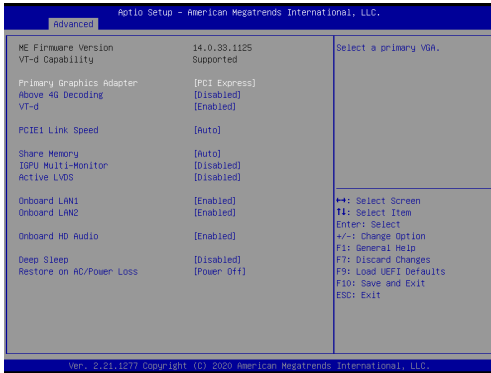 Aptio Setup – American Megatrends International, LLC.
Advanced
ME Firmware Version 14.0.33.1125
VT-d Capability Supported
Primary Graphics Adapter [PCI Express]
Above 4G Decoding [Disabled]
VT-d [Enabled]
PCIE1 Link Speed [Auto]
Share Memory [Auto]
IGPU Multi-Monitor [Disabled]
Active LVDS [Disabled]
Onboard LAN1 [Enabled]
Onboard LAN2 [Enabled]
Onboard HD Audio [Enabled]
Deep Sleep [Disabled]
Restore on AC/Power Loss [Power Off]
Select a primary VGA.
↔: Select Screen
↑↓: Select Item
Enter: Select
+/-: Change Option
F1: General Help
F7: Discard Changes
F9: Load UEFI Defaults
F10: Save and Exit
ESC: Exit
Ver. 2.21.1277 Copyright (C) 2020 American Megatrends International, LLC.